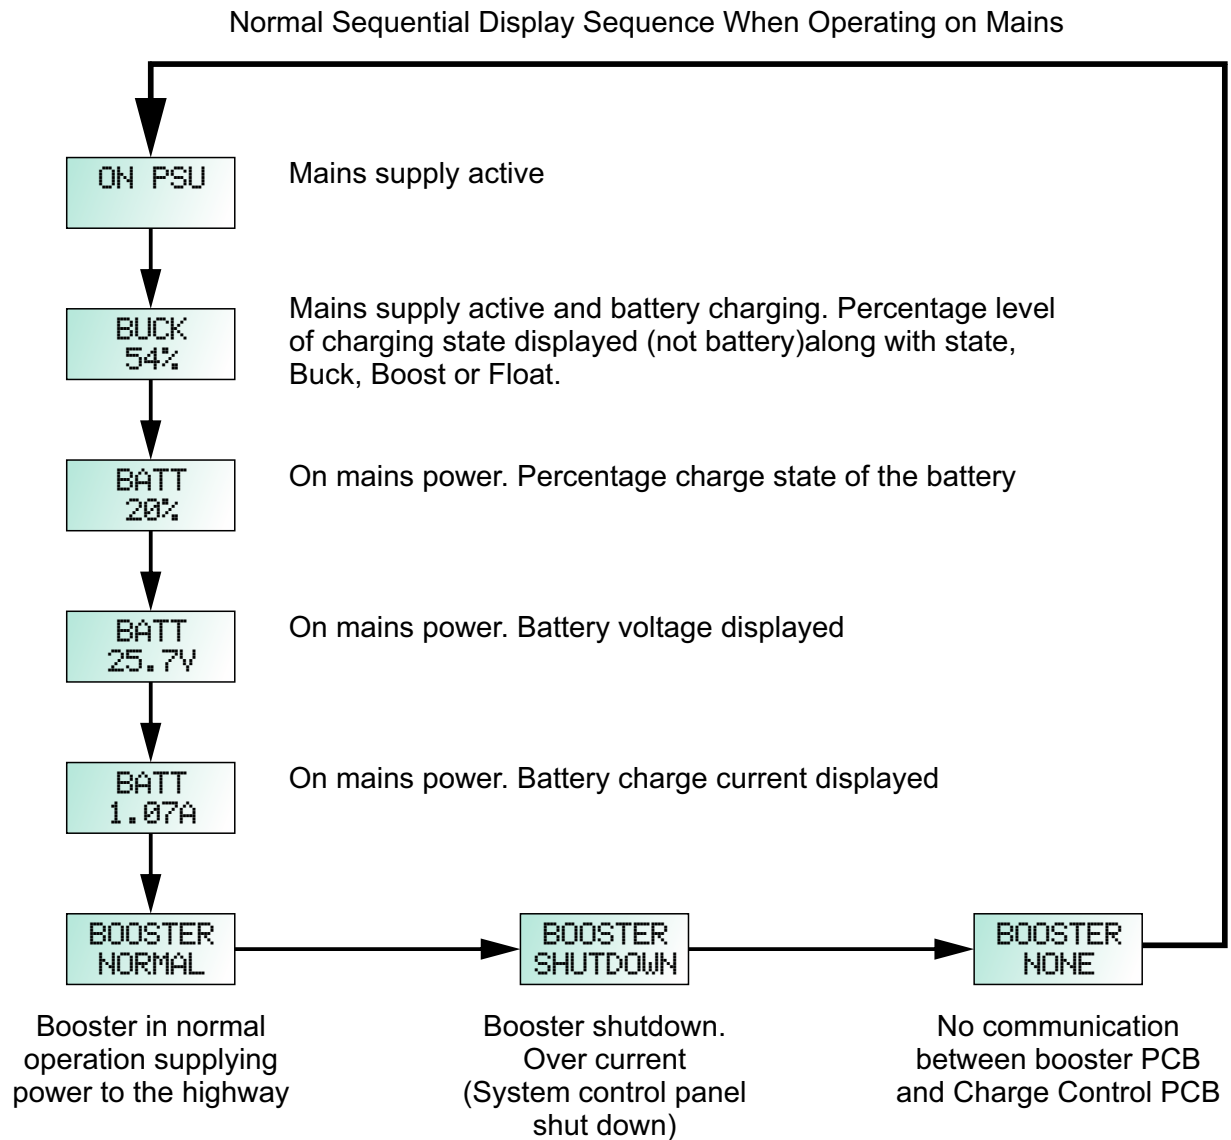 Normal Sequential Display Sequence When Operating on Mains
ON PSU
Mains supply active
BUCK
54%
Mains supply active and battery charging. Percentage level
of charging state displayed (not battery)along with state,
Buck, Boost or Float.
BATT
20%
On mains power. Percentage charge state of the battery
BATT
25.7V
On mains power. Battery voltage displayed
BATT
1.07A
On mains power. Battery charge current displayed
BOOSTER
NORMAL
Booster in normal
operation supplying
power to the highway
BOOSTER
SHUTDOWN
Booster shutdown.
Over current
(System control panel
shut down)
BOOSTER
NONE
No communication
between booster PCB
and Charge Control PCB